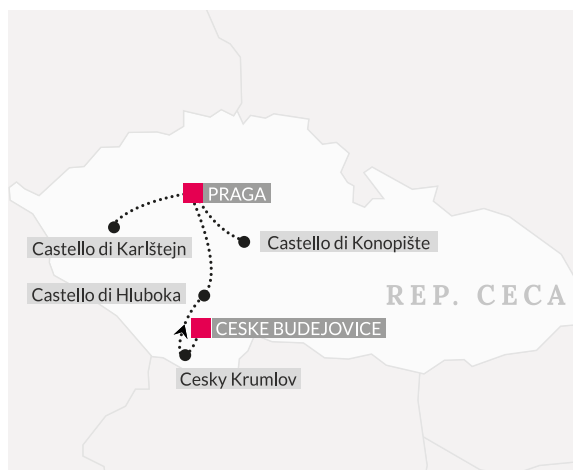 PRAGA
Castello di Karlštejn
Castello di Konopište
Castello di Hluboka
REP. CECA
CESKE BUDEJOVICE
Cesky Krumlov